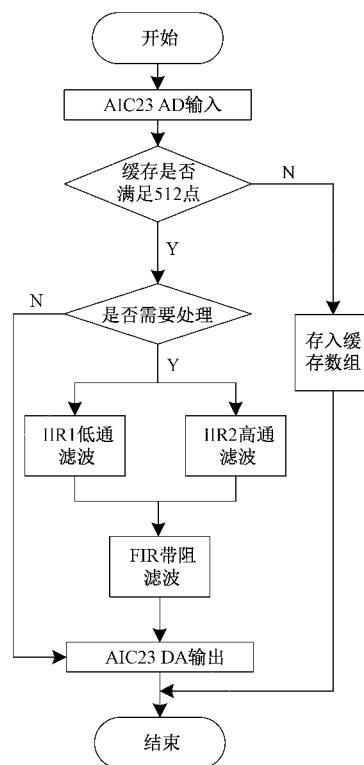 开始
AIC23 AD输入
缓存是否
满足512点
N
Y
N
是否需要处理
Y
存入缓
存数组
IIR1低通
滤波
IIR2高通
滤波
FIR带阻
滤波
AIC23 DA输出
结束